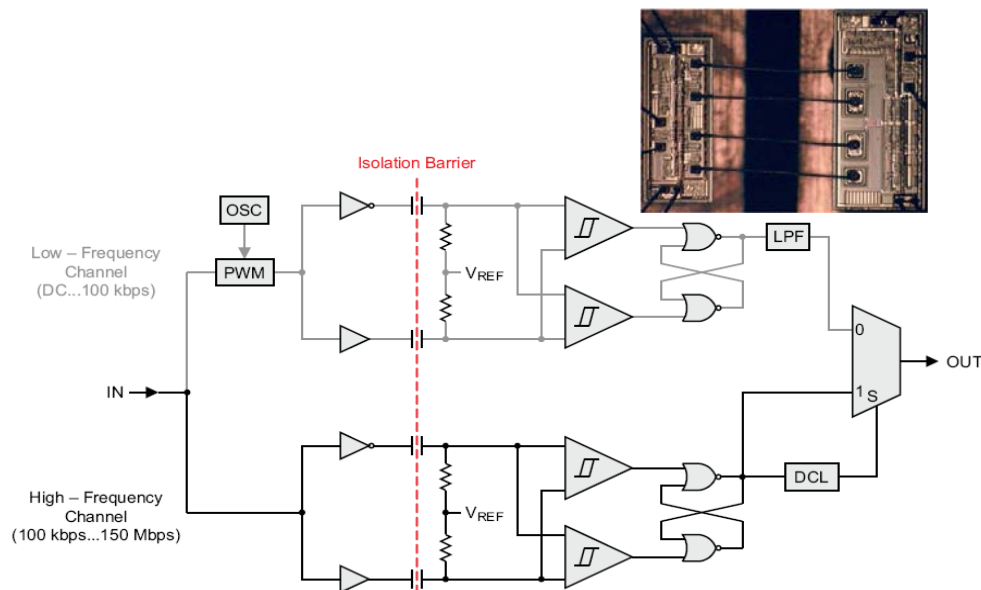 Isolation Barrier
OSC
PWM
Low – Frequency
Channel
(DC...100 kbps)
VREF
LPF
0
1
S
OUT
IN
DCL
High – Frequency
Channel
(100 kbps...150 Mbps)
VREF